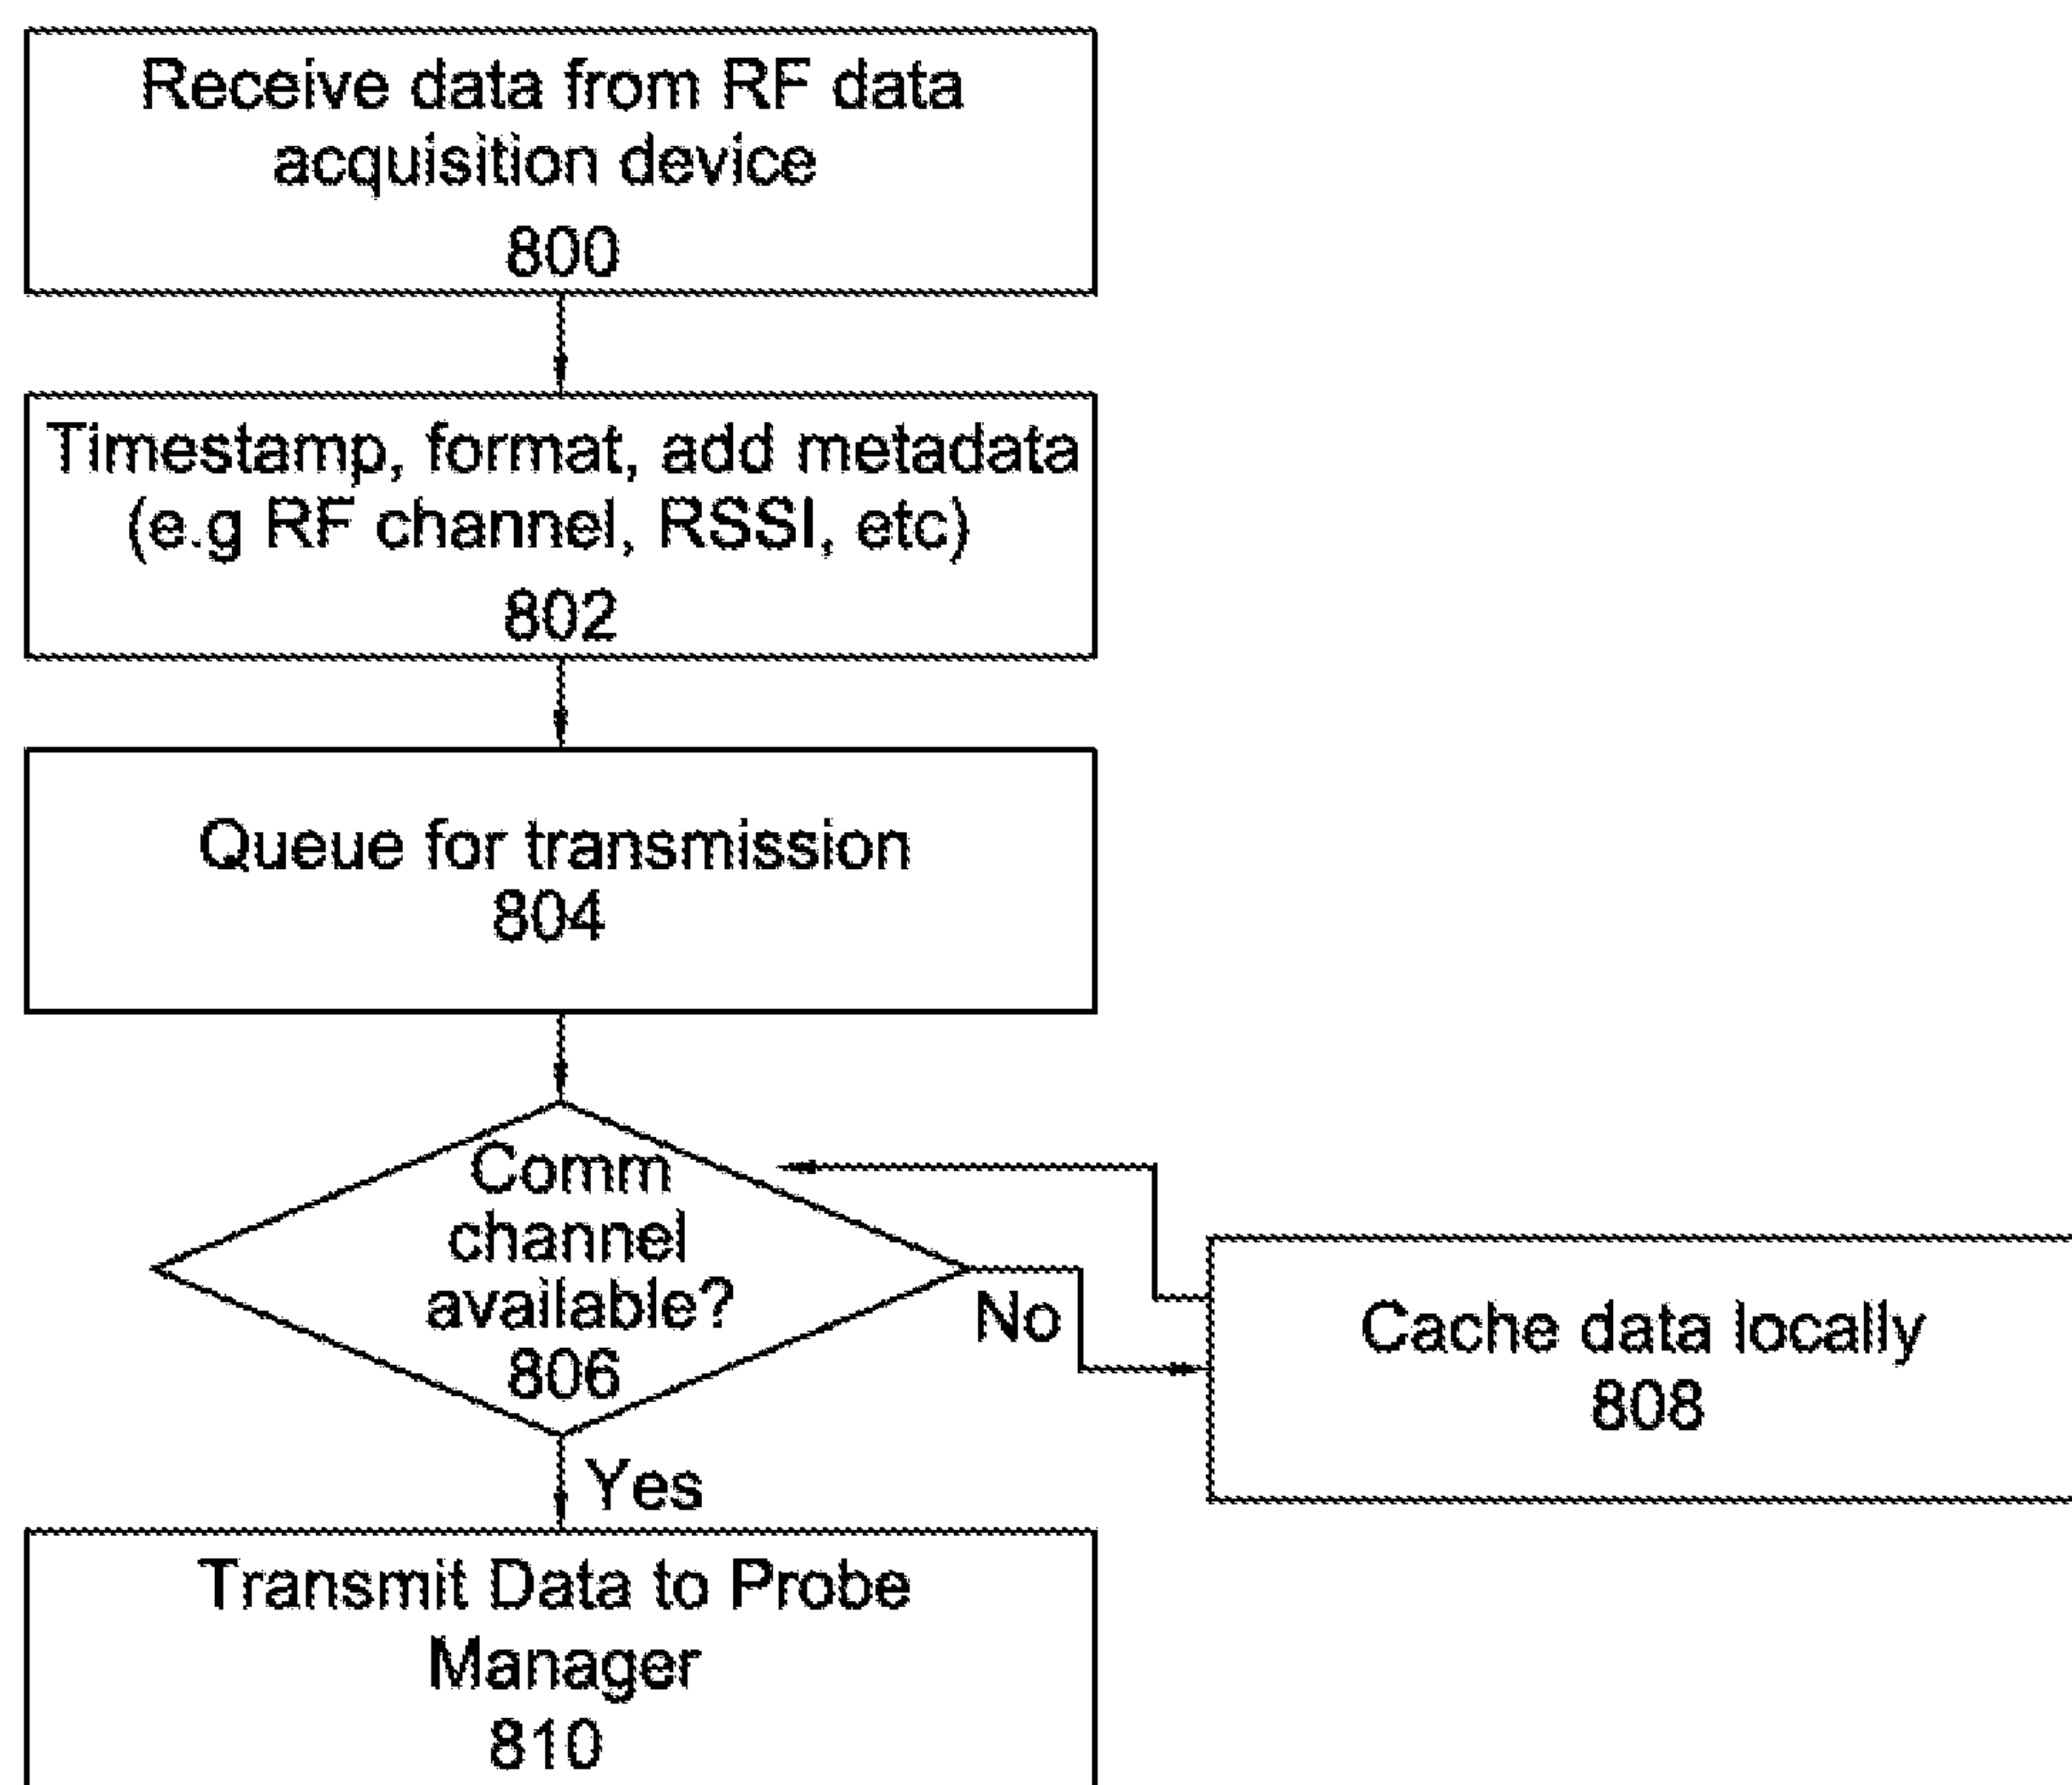 Receive data from RF data
acquisition device
800
Timestamp, format, add metadata
(e.g RF channel, RSSI, etc)
802
Queue for transmission
804
Comm
channel
available?
806
No
Cache data locally
808
Yes
Transmit Data to Probe
Manager
810